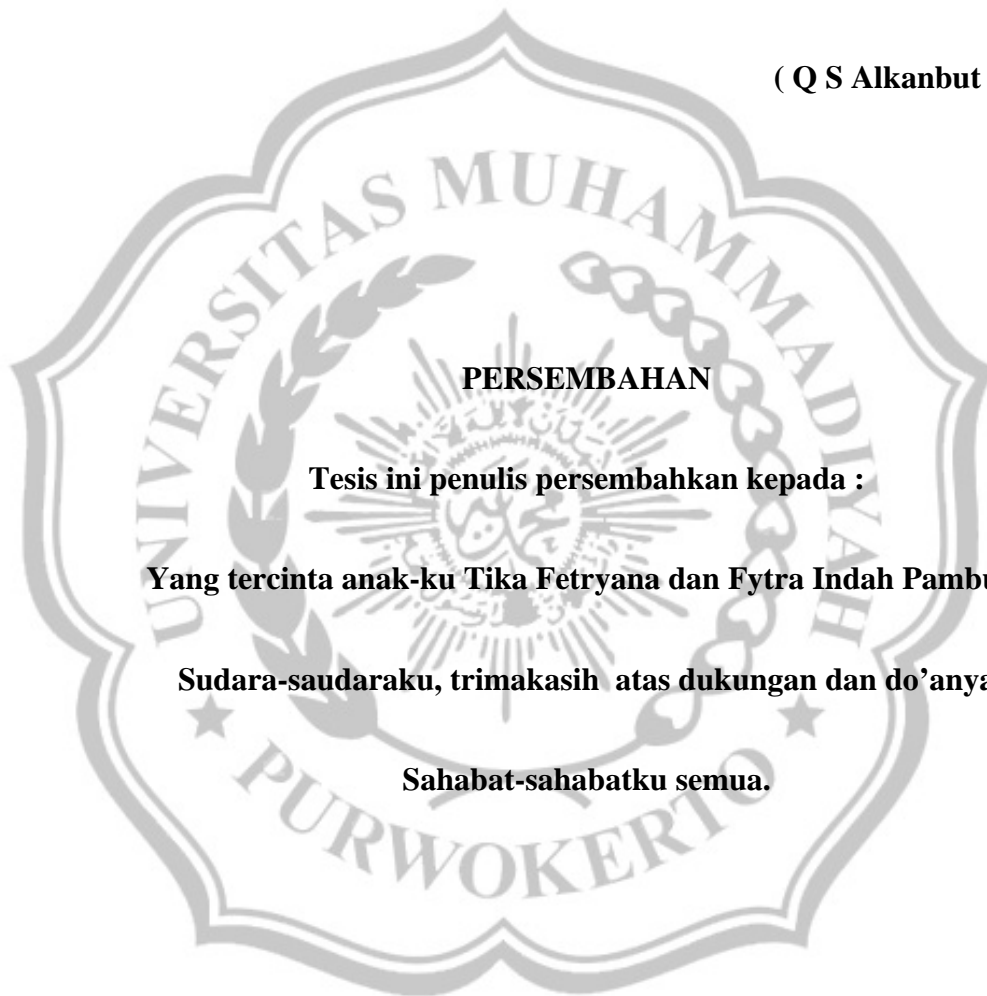 ( Q S Alkanbut
UNIVERSITAS MUHAMMADIYAH
PERSEMBAHAN
Tesis ini penulis persembahkan kepada :
Yang tercinta anak-ku Tika Fetryana dan Fytra Indah
Sudara-saudaraku, trimakasih atas dukungan dan do’anya
Sahabat-sahabatku semua.
PURWOKERTO